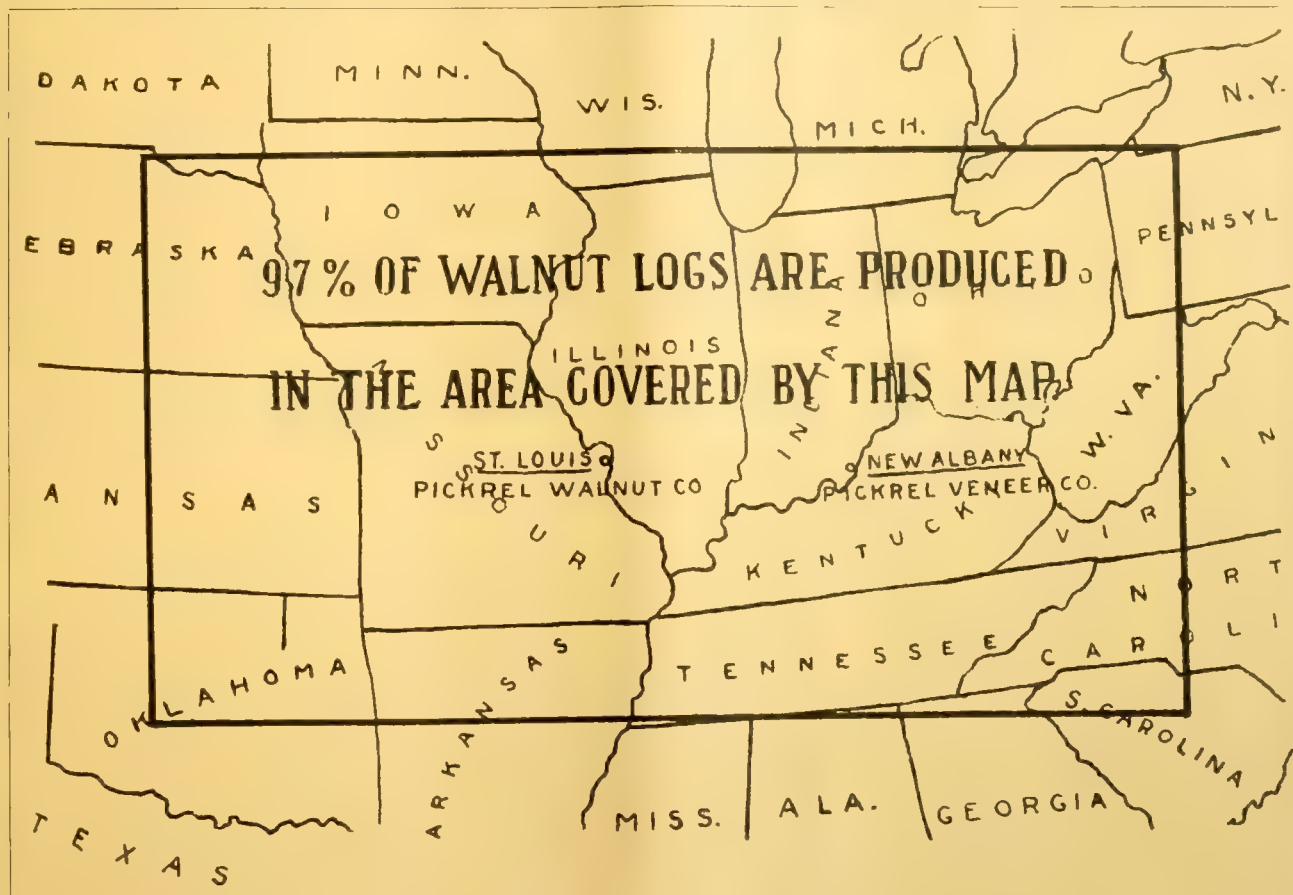 DAKOTA
MINN.
WIS.
MICH.
N.Y.
IOWA
EBRASKA
PENNSYL
97% OF WALNUT LOGS ARE PRODUCED
OHIO
INDIANA
ILLINOIS
IN THE AREA COVERED BY THIS MAP.
W. VA.
ST. LOUIS
PICKREL WALNUT CO
NEW ALBANY
PICKREL VENEER CO.
ANSAS
MISSOURI
KENTUCK
VIRGIN
NORT
CAROLI
TENNESSEE
OKLAHOMA
ARKANSAS
S. CAROLINA
MISS.
ALA.
GEORGIA
TEXAS